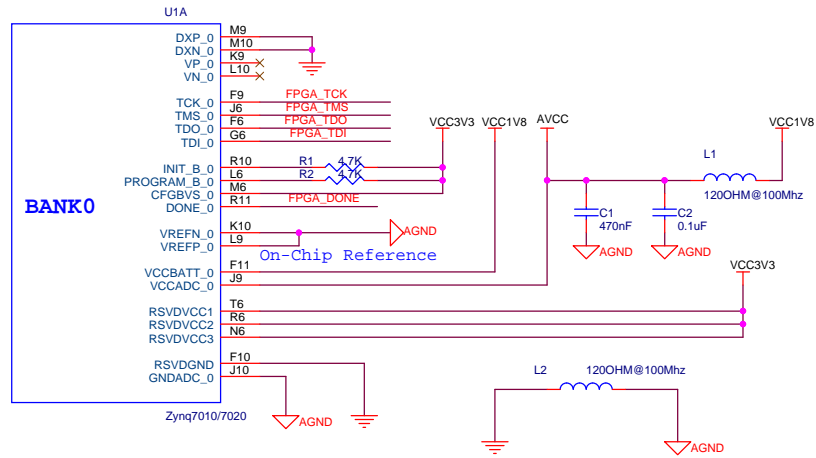 U1A
DXP_0 M9
DXN_0 M10
VP_0 K9
VN_0 L10
TCK_0 F9 FPGA_TCK
TMS_0 J6 FPGA_TMS
TDO_0 F6 FPGA_TDO
TDI_0 G6 FPGA_TDI
VCC3V3 VCC1V8 AVCC VCC1V8
L1
120OHM@100Mhz
INIT_B_0 R10 R1 4.7K
PROGRAM_B_0 L6 R2 4.7K
CFGBVS_0 M6
DONE_0 R11 FPGA_DONE
BANK0
C1
470nF
C2
0.1uF
VREFN_0 K10
VREFP_0 L9
AGND
AGND
AGND
On-Chip Reference
VCCBATT_0 F11
VCCADC_0 J9
VCC3V3
RSVDVCC1 T6
RSVDVCC2 R6
RSVDVCC3 N6
RSVDGND F10
GNDADC_0 J10
L2 120OHM@100Mhz
AGND
AGND
Zynq7010/7020